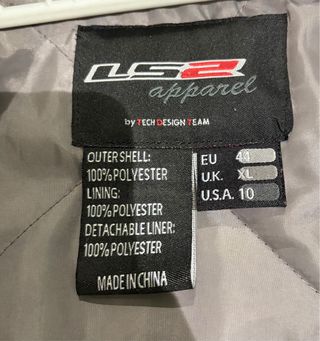 LS2
apparel
by TECH DESIGN TEAM
OUTER SHELL:
100% POLYESTER
LINING:
100% POLYESTER
DETACHABLE LINER:
100% POLYESTER
MADE IN CHINA
EU 44
U.K. XL
U.S.A. 10